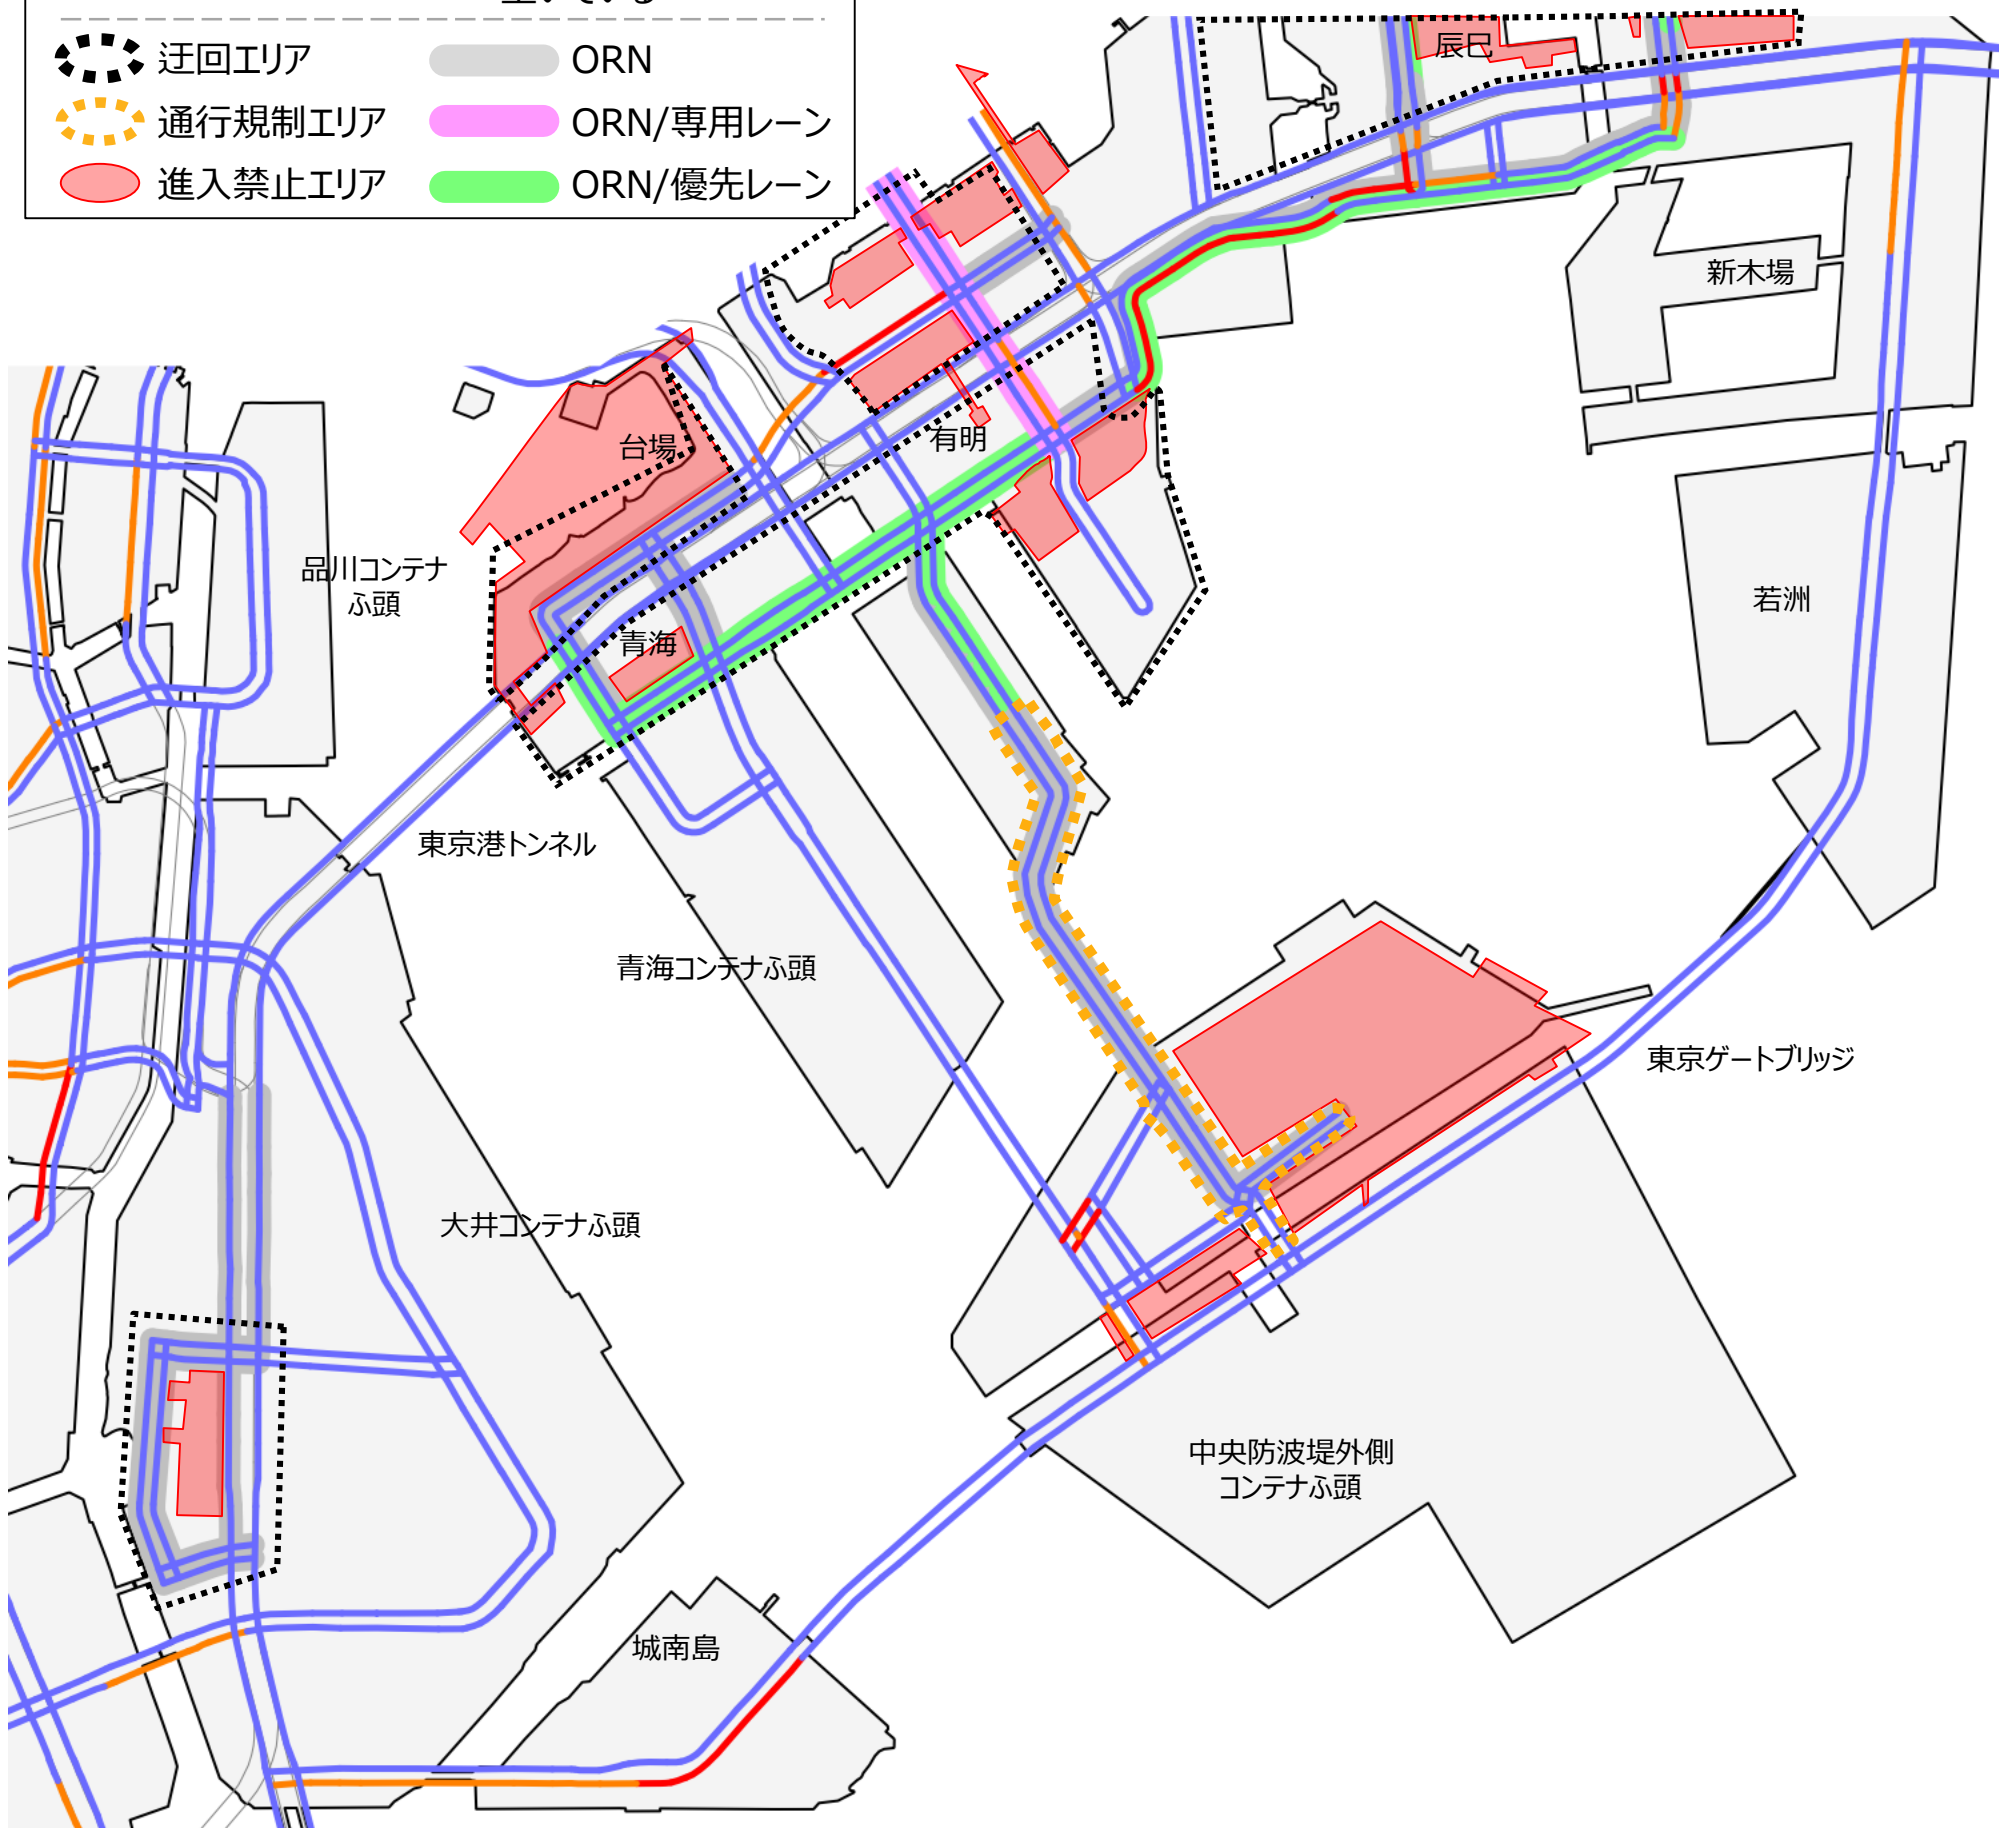 空いている
迂回エリア
ORN
通行規制エリア
ORN/専用レーン
進入禁止エリア
ORN/優先レーン
辰巳
新木場
有明
台場
品川コンテナ
ふ頭
青海
若洲
東京港トンネル
青海コンテナふ頭
東京ゲートブリッジ
大井コンテナふ頭
中央防波堤外側
コンテナふ頭
城南島